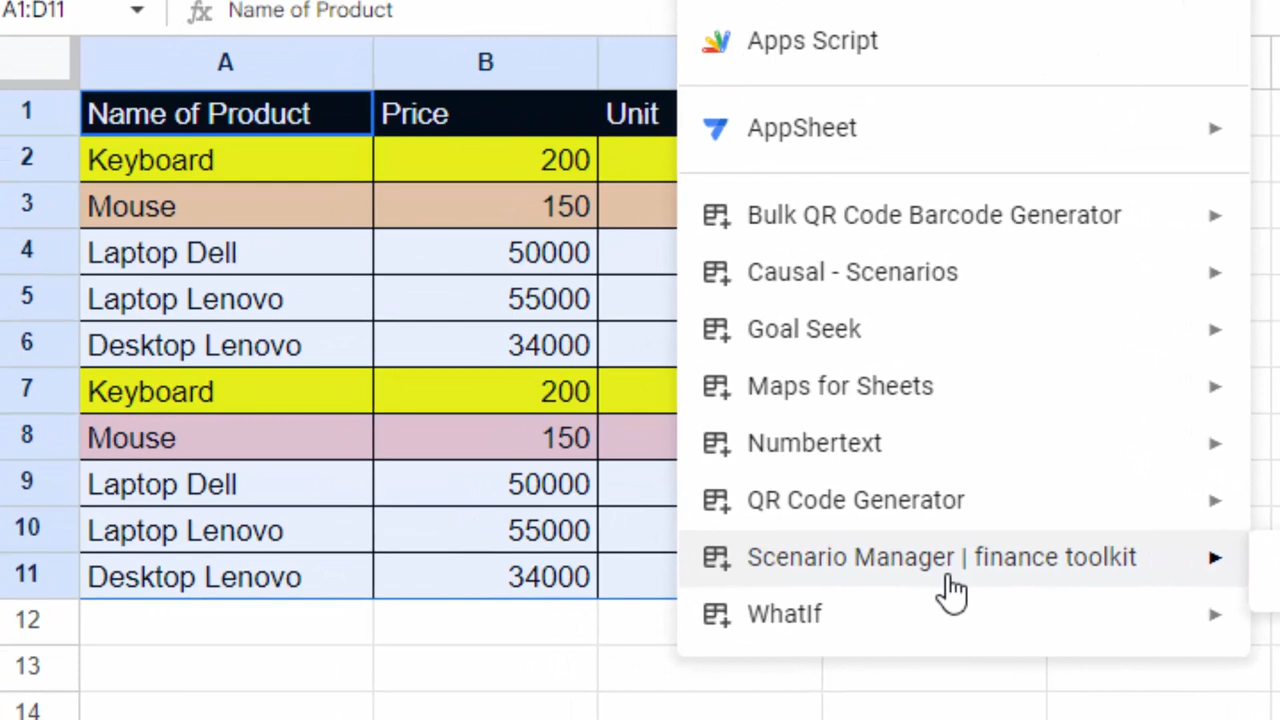 A1:D11 fx Name of Product
A B
1 Name of Product Price Unit
2 Keyboard 200
3 Mouse 150
4 Laptop Dell 50000
5 Laptop Lenovo 55000
6 Desktop Lenovo 34000
7 Keyboard 200
8 Mouse 150
9 Laptop Dell 50000
10 Laptop Lenovo 55000
11 Desktop Lenovo 34000
12
13
14
Apps Script
AppSheet
Bulk QR Code Barcode Generator
Causal - Scenarios
Goal Seek
Maps for Sheets
Numbertext
QR Code Generator
Scenario Manager | finance toolkit
WhatIf